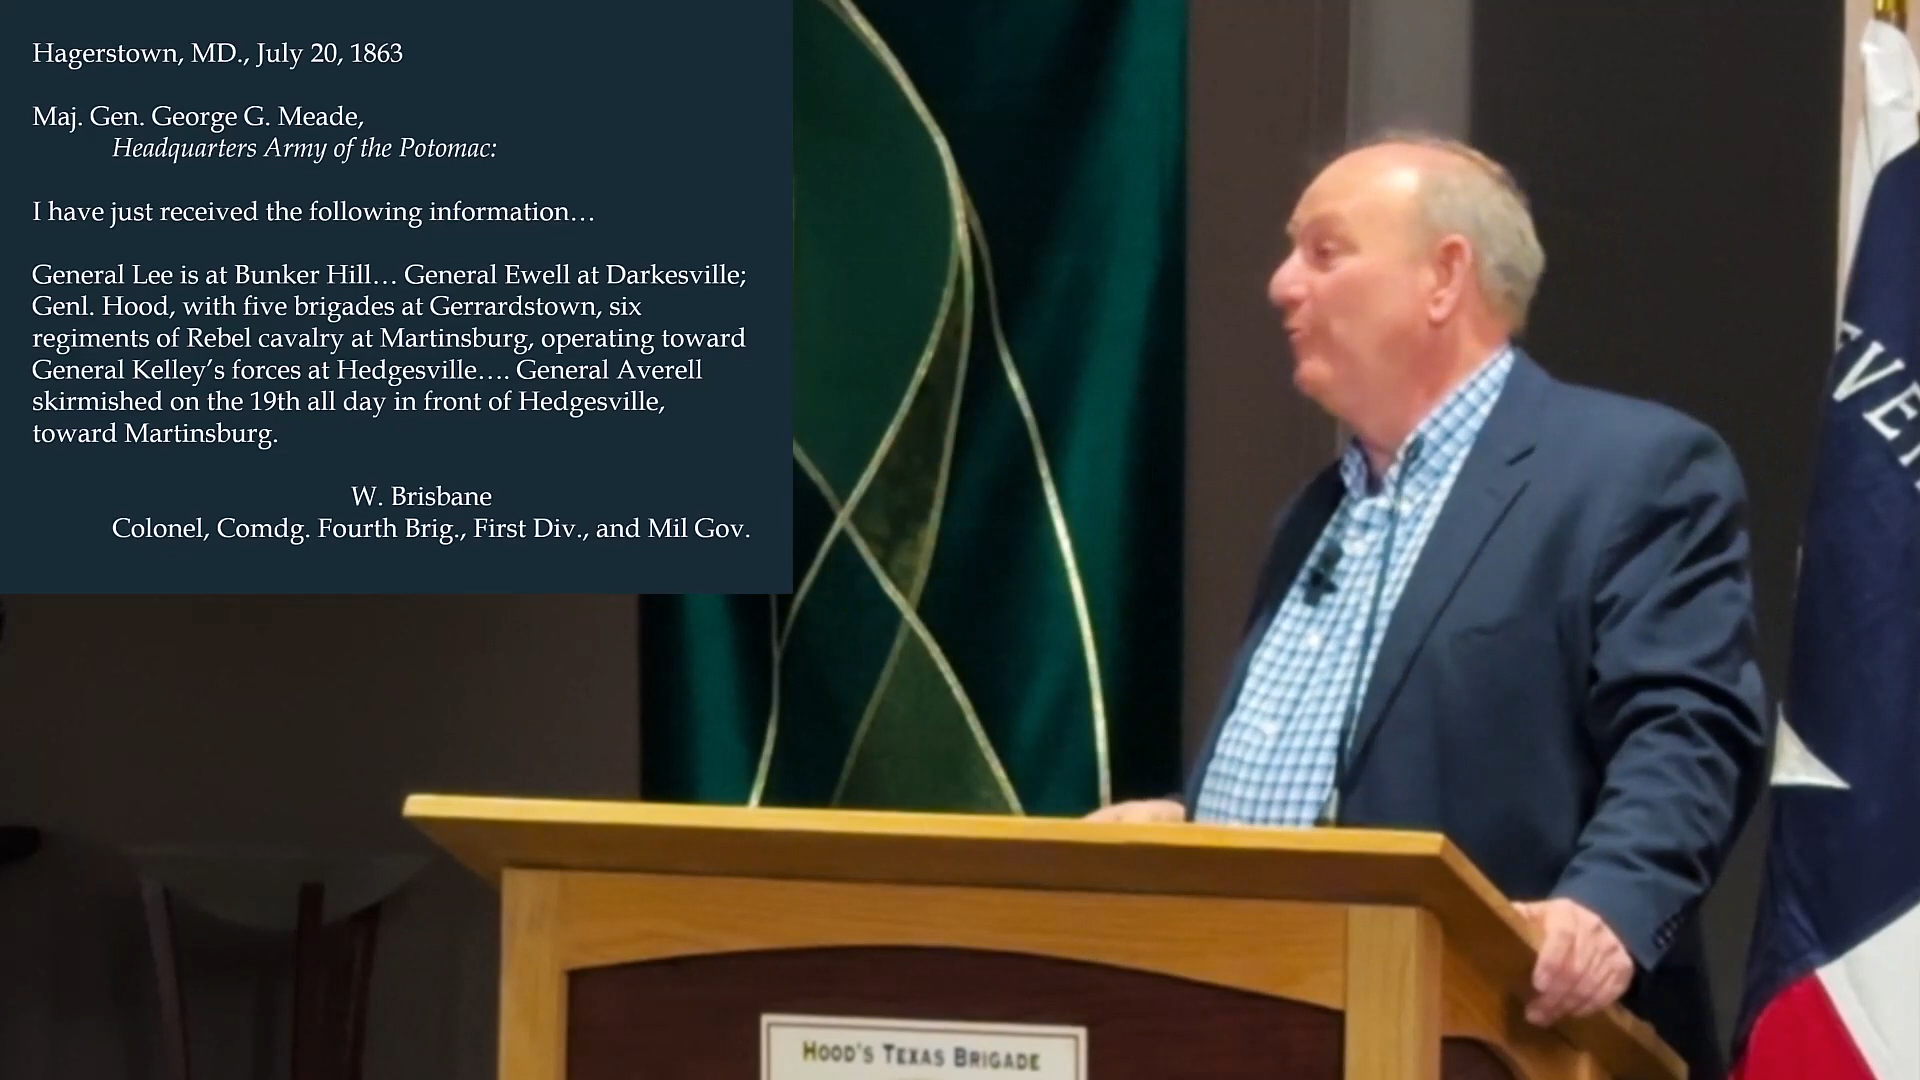 Hagerstown, MD., July 20, 1863
Maj. Gen. George G. Meade,
Headquarters Army of the Potomac:
I have just received the following information…
General Lee is at Bunker Hill… General Ewell at Darkesville;
Genl. Hood, with five brigades at Gerrardstown, six
regiments of Rebel cavalry at Martinsburg, operating toward
General Kelley’s forces at Hedgesville…. General Averell
skirmished on the 19th all day in front of Hedgesville,
toward Martinsburg.
W. Brisbane
Colonel, Comdg. Fourth Brig., First Div., and Mil Gov.
HOOD'S TEXAS BRIGADE